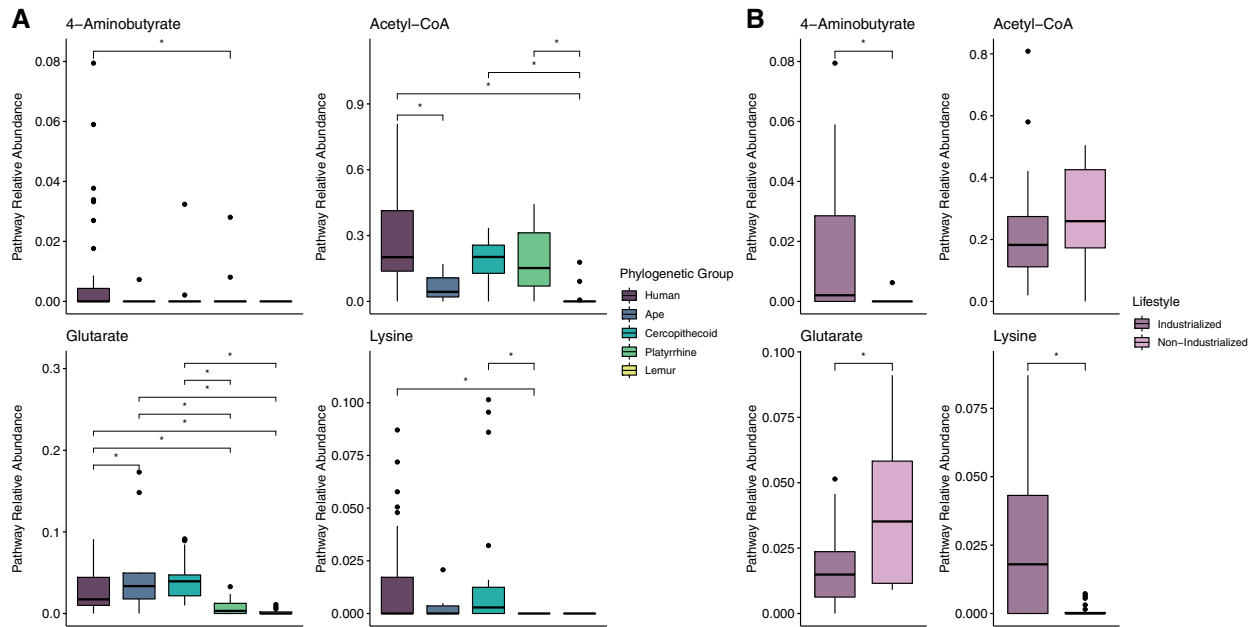 A
4−Aminobutyrate
*
Pathway Relative Abundance
0.08
0.06
0.04
0.02
0.00
Acetyl−CoA
*
*
*
*
Pathway Relative Abundance
0.9
0.6
0.3
0.0
Glutarate
*
*
*
*
*
*
*
Pathway Relative Abundance
0.3
0.2
0.1
0.0
Lysine
*
*
Pathway Relative Abundance
0.100
0.075
0.050
0.025
0.000
Phylogenetic Group
Human
Ape
Cercopithecoid
Platyrrhine
Lemur
B
4−Aminobutyrate
*
Pathway Relative Abundance
0.08
0.06
0.04
0.02
0.00
Acetyl−CoA
Pathway Relative Abundance
0.8
0.6
0.4
0.2
0.0
Glutarate
*
Pathway Relative Abundance
0.100
0.075
0.050
0.025
0.000
Lysine
*
Pathway Relative Abundance
0.075
0.050
0.025
0.000
Lifestyle
Industrialized
Non−Industrialized